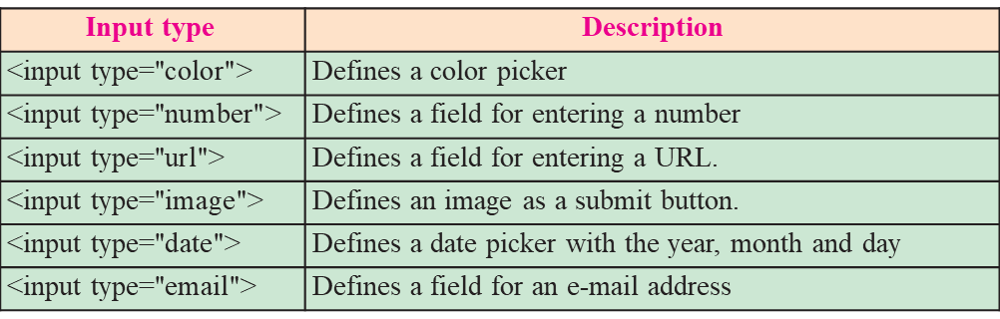 Input type Description
<input type="color"> Defines a color picker
<input type="number"> Defines a field for entering a number
<input type="url"> Defines a field for entering a URL.
<input type="image"> Defines an image as a submit button.
<input type="date"> Defines a date picker with the year, month and day
<input type="email"> Defines a field for an e-mail address